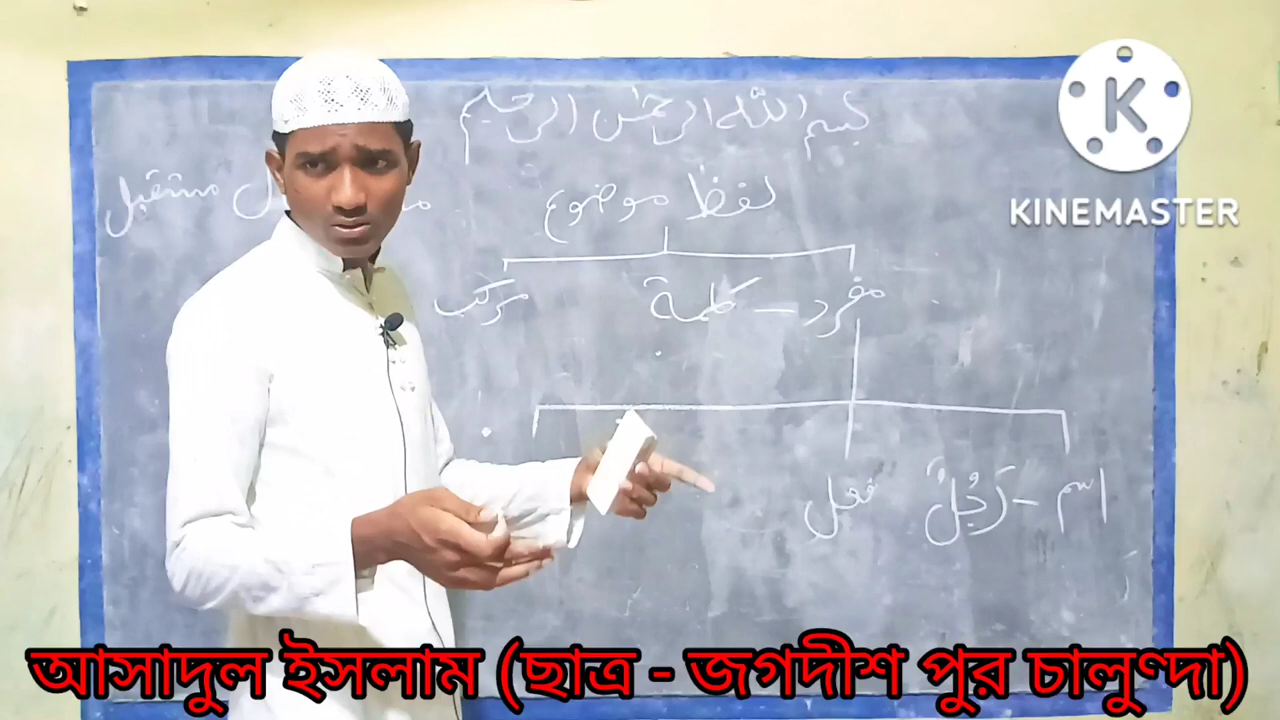 KINEMASTER
بسم الله الرحمن الرحيم
لفظ موضوع
مستقبل
مفرد – كلمة
مركب
اسم – رَجُلٌ
فعل
আসাদুল ইসলাম (ছাত্র - জগদীশ পুর চালুণ্দা)